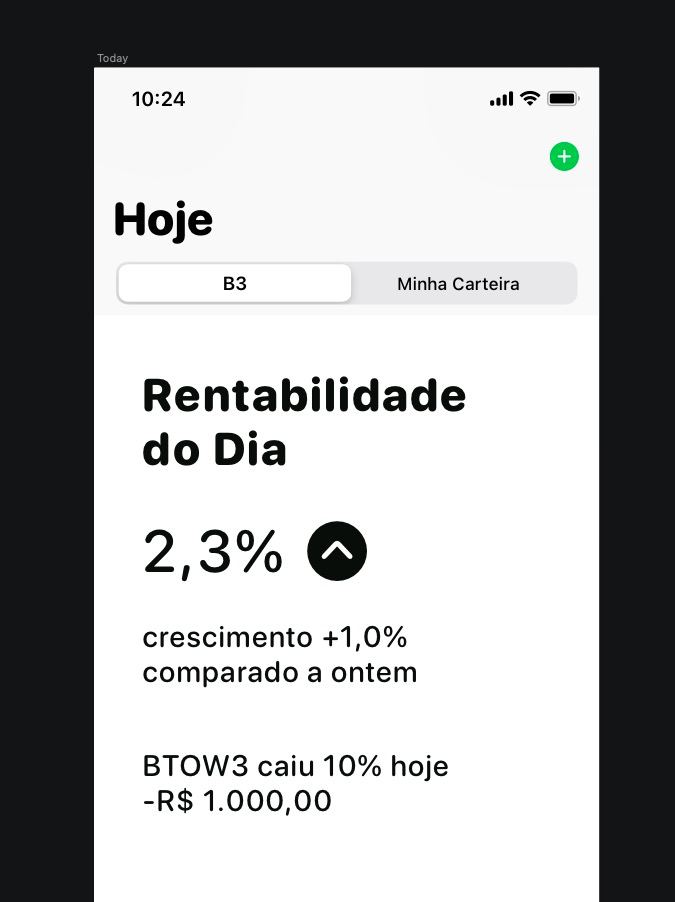 Today
10:24
Hoje
B3
Minha Carteira
Rentabilidade
do Dia
2,3%
crescimento +1,0%
comparado a ontem
BTOW3 caiu 10% hoje
-R$ 1.000,00